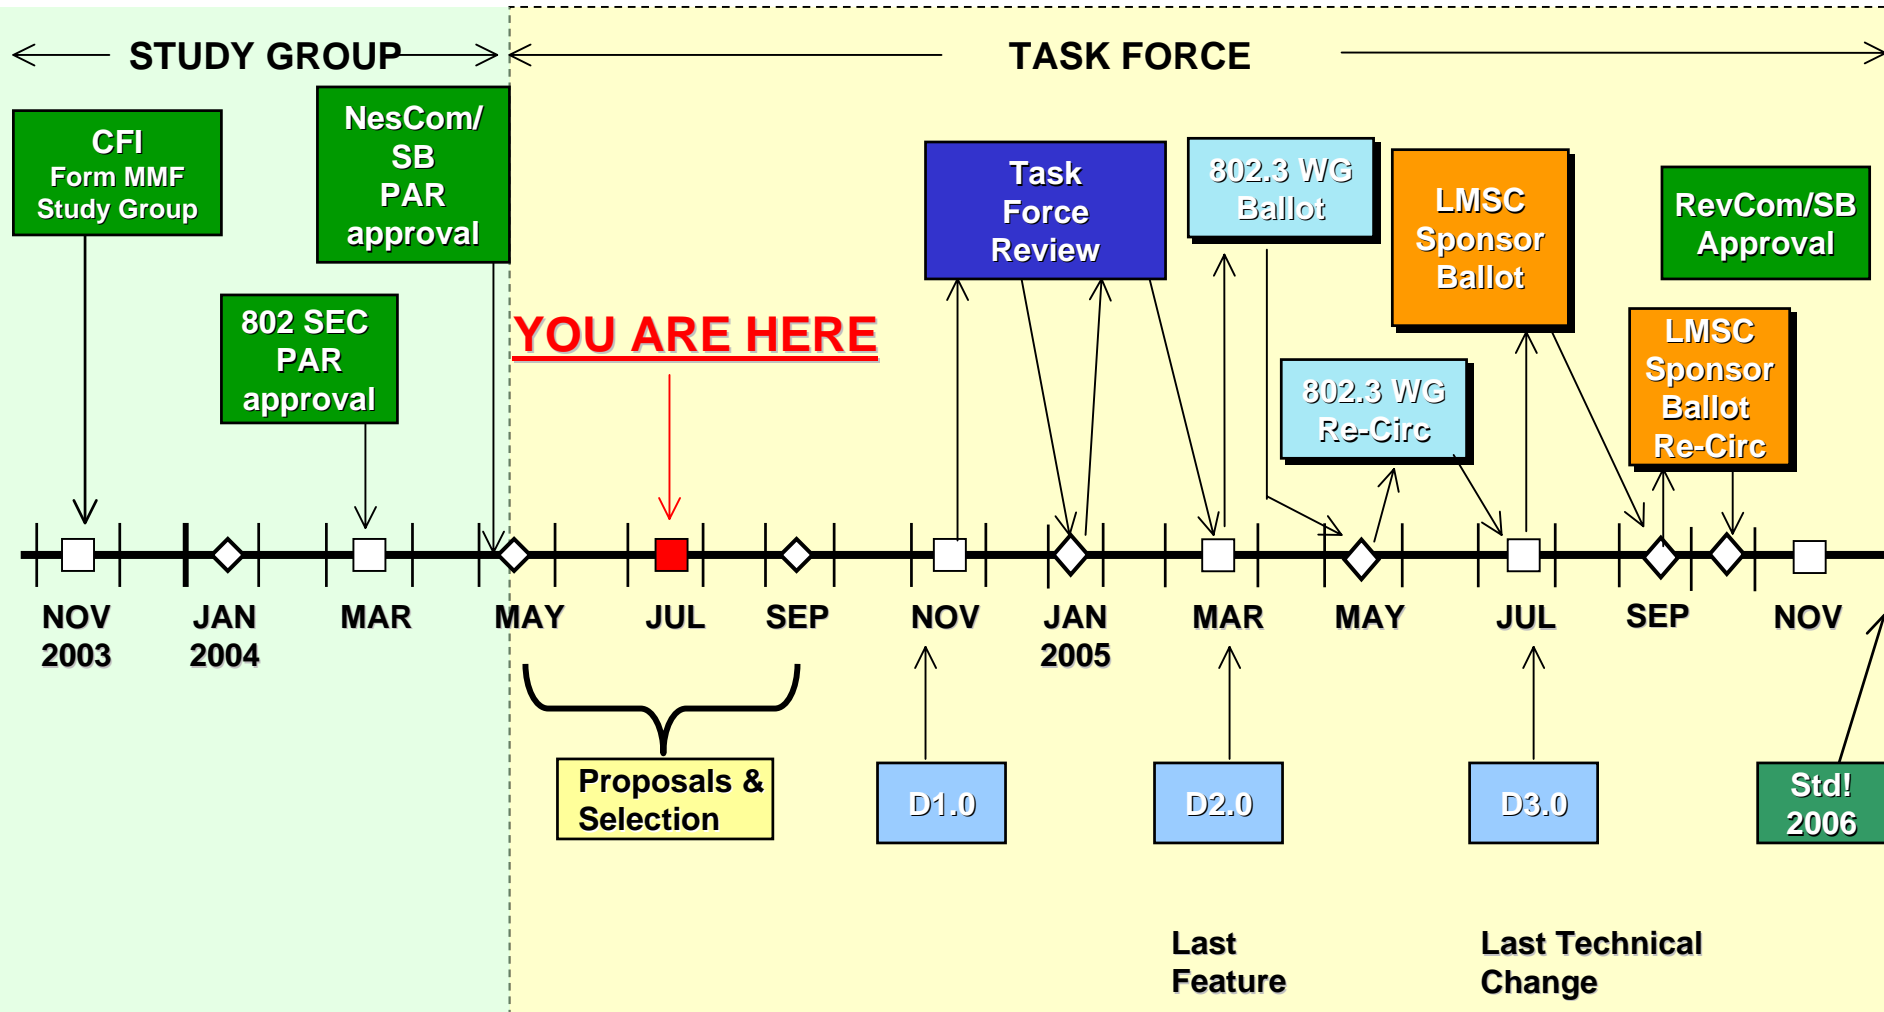 STUDY GROUP
TASK FORCE
CFI
Form MMF
Study Group
NesCom/
SB
PAR
approval
802 SEC
PAR
approval
YOU ARE HERE
Task
Force
Review
802.3 WG
Ballot
802.3 WG
Re-Circ
LMSC
Sponsor
Ballot
LMSC
Sponsor
Ballot
Re-Circ
RevCom/SB
Approval
NOV
2003
JAN
2004
MAR
MAY
JUL
SEP
NOV
JAN
2005
MAR
MAY
JUL
SEP
NOV
Proposals &
Selection
D1.0
D2.0
D3.0
Std!
2006
Last
Feature
Last Technical
Change